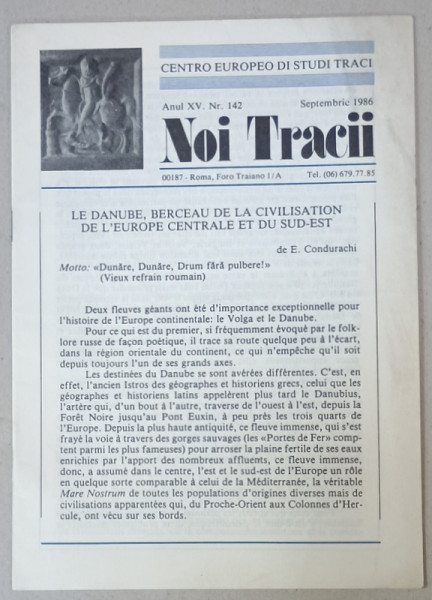 CENTRO EUROPEO DI STUDI TRACI
Anul XV. Nr. 142 Septembrie 1986
Noi Tracii
00187 - Roma, Foro Traiano 1/A Tel. (06) 679.77.85
LE DANUBE, BERCEAU DE LA CIVILISATION
DE L'EUROPE CENTRALE ET DU SUD-EST
de E. Condurachi
Motto: «Dunăre, Dunăre, Drum fără pulbere!»
(Vieux refrain roumain)
Deux fleuves géants ont été d'importance exceptionnelle pour
l'histoire de l'Europe continentale: le Volga et le Danube.
Pour ce qui est du premier, si fréquemment évoqué par le folk-
lore russe de façon poétique, il trace sa route quelque peu à l'écart,
dans la région orientale du continent, ce qui n'empêche qu'il soit
depuis toujours l'un de ses grands axes.
Les destinées du Danube se sont avérées différentes. C'est, en
effet, l'ancien Istros des géographes et historiens grecs, celui que les
géographes et historiens latins appelèrent plus tard le Danubius,
l'artère qui, d'un bout à l'autre, traverse de l'ouest à l'est, depuis la
Forêt Noire jusqu'au Pont Euxin, à peu près les trois quarts de
l'Europe. Depuis la plus haute antiquité, ce fleuve immense, qui s'est
frayé la voie à travers des gorges sauvages (les «Portes de Fer» comp-
tent parmi les plus fameuses) pour arroser la plaine fertile de ses eaux
enrichies par l'apport des nombreux affluents, ce fleuve immense,
donc, a assumé dans le centre, l'est et le sud-est de l'Europe un rôle
en quelque sorte comparable à celui de la Méditerranée, la véritable
Mare Nostrum de toutes les populations d'origines diverses mais de
civilisations apparentées qui, du Proche-Orient aux Colonnes d'Her-
cule, ont vécu sur ses bords.